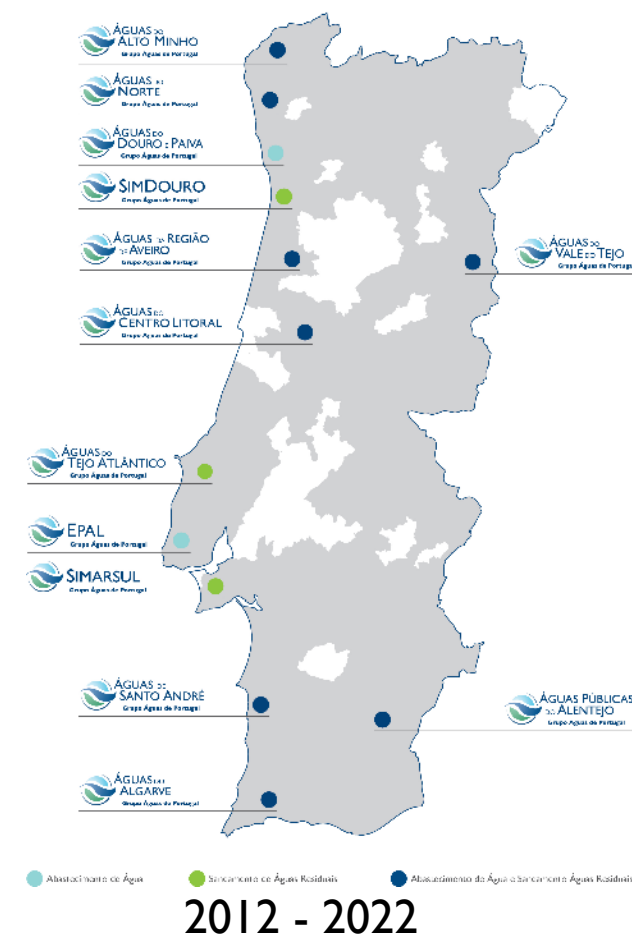 ÁGUAS DO
ALTO MINHO
Grupo Águas de Portugal
ÁGUAS DO
NORTE
Grupo Águas de Portugal
ÁGUAS DO
DOURO E PAIVA
Grupo Águas de Portugal
SIMDOURO
Grupo Águas de Portugal
ÁGUAS DA REGIÃO
DE AVEIRO
Grupo Águas de Portugal
ÁGUAS DO
VALE DO TEJO
Grupo Águas de Portugal
ÁGUAS DO
CENTRO LITORAL
Grupo Águas de Portugal
ÁGUAS DO
TEJO ATLÂNTICO
Grupo Águas de Portugal
EPAL
Grupo Águas de Portugal
SIMARSUL
Grupo Águas de Portugal
ÁGUAS DE
SANTO ANDRÉ
Grupo Águas de Portugal
ÁGUAS PÚBLICAS
DO ALENTEJO
Grupo Águas de Portugal
ÁGUAS DO
ALGARVE
Grupo Águas de Portugal
Abastecimento de Água
Saneamento de Águas Residuais
Abastecimento de Água e Saneamento Águas Residuais
2012 - 2022